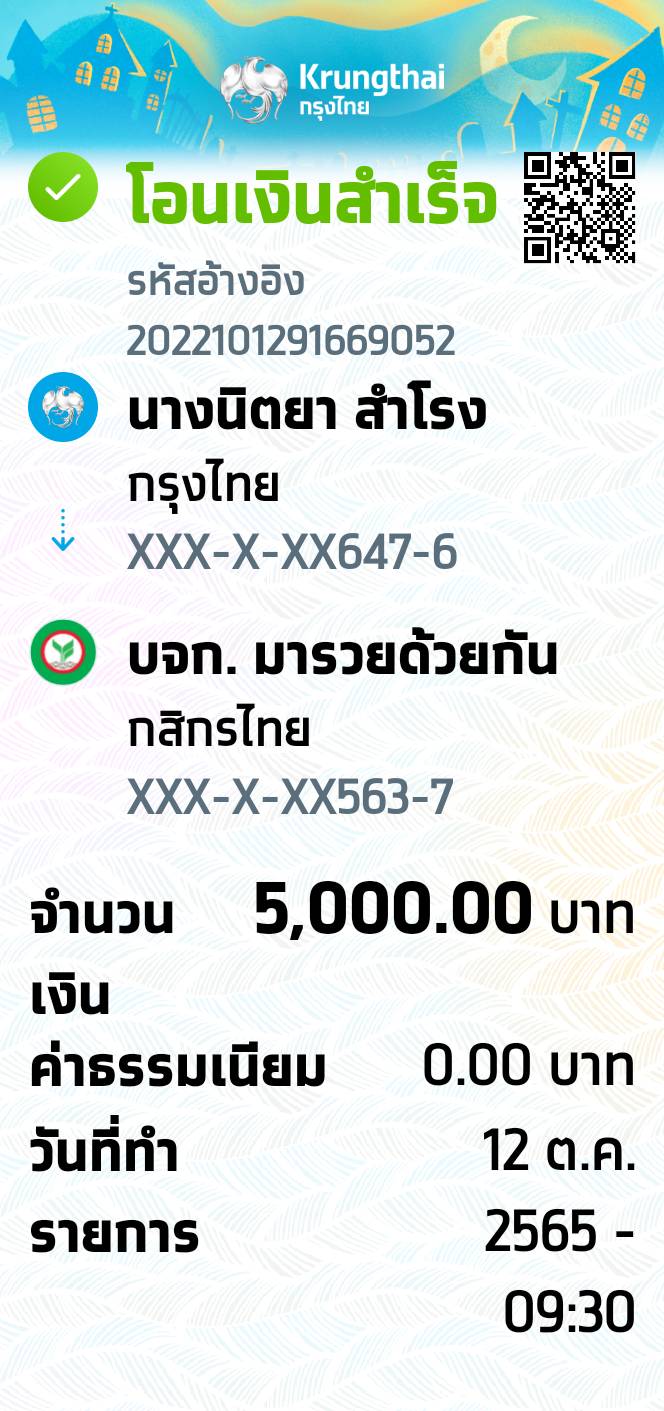 Krungthai
กรุงไทย
โอนเงินสำเร็จ
รหัสอ้างอิง
2022101291669052
นางนิตยา สำโรง
กรุงไทย
XXX-X-XX647-6
บจก. มารวยด้วยกัน
กสิกรไทย
XXX-X-XX563-7
จำนวน 5,000.00 บาท
เงิน
ค่าธรรมเนียม 0.00 บาท
วันที่ทำ 12 ต.ค.
รายการ 2565 -
09:30